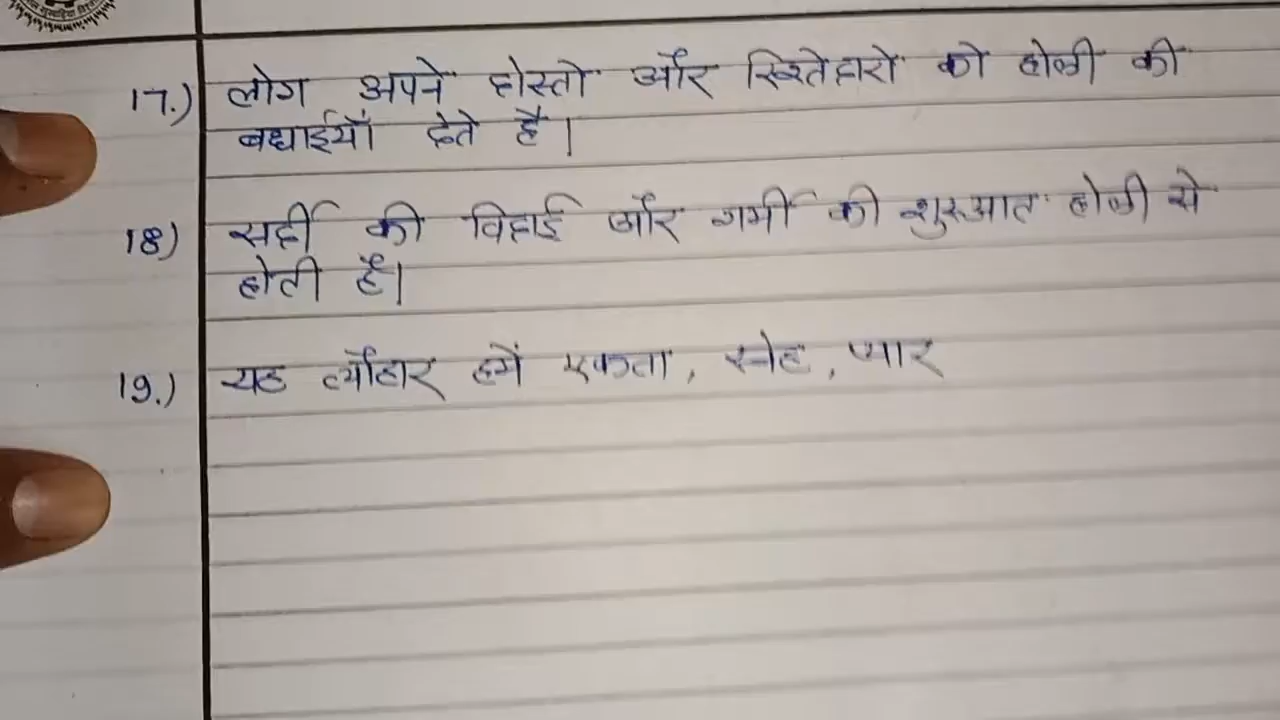 17.) लोग अपने दोस्तो और रिश्तेदारो को होली की
बधाईयाँ देते है।
18) सर्दी की विदाई और गर्मी की शुरुआत होली से
होती है।
19.) यह त्यौहार हमें एकता, स्नेह, प्यार